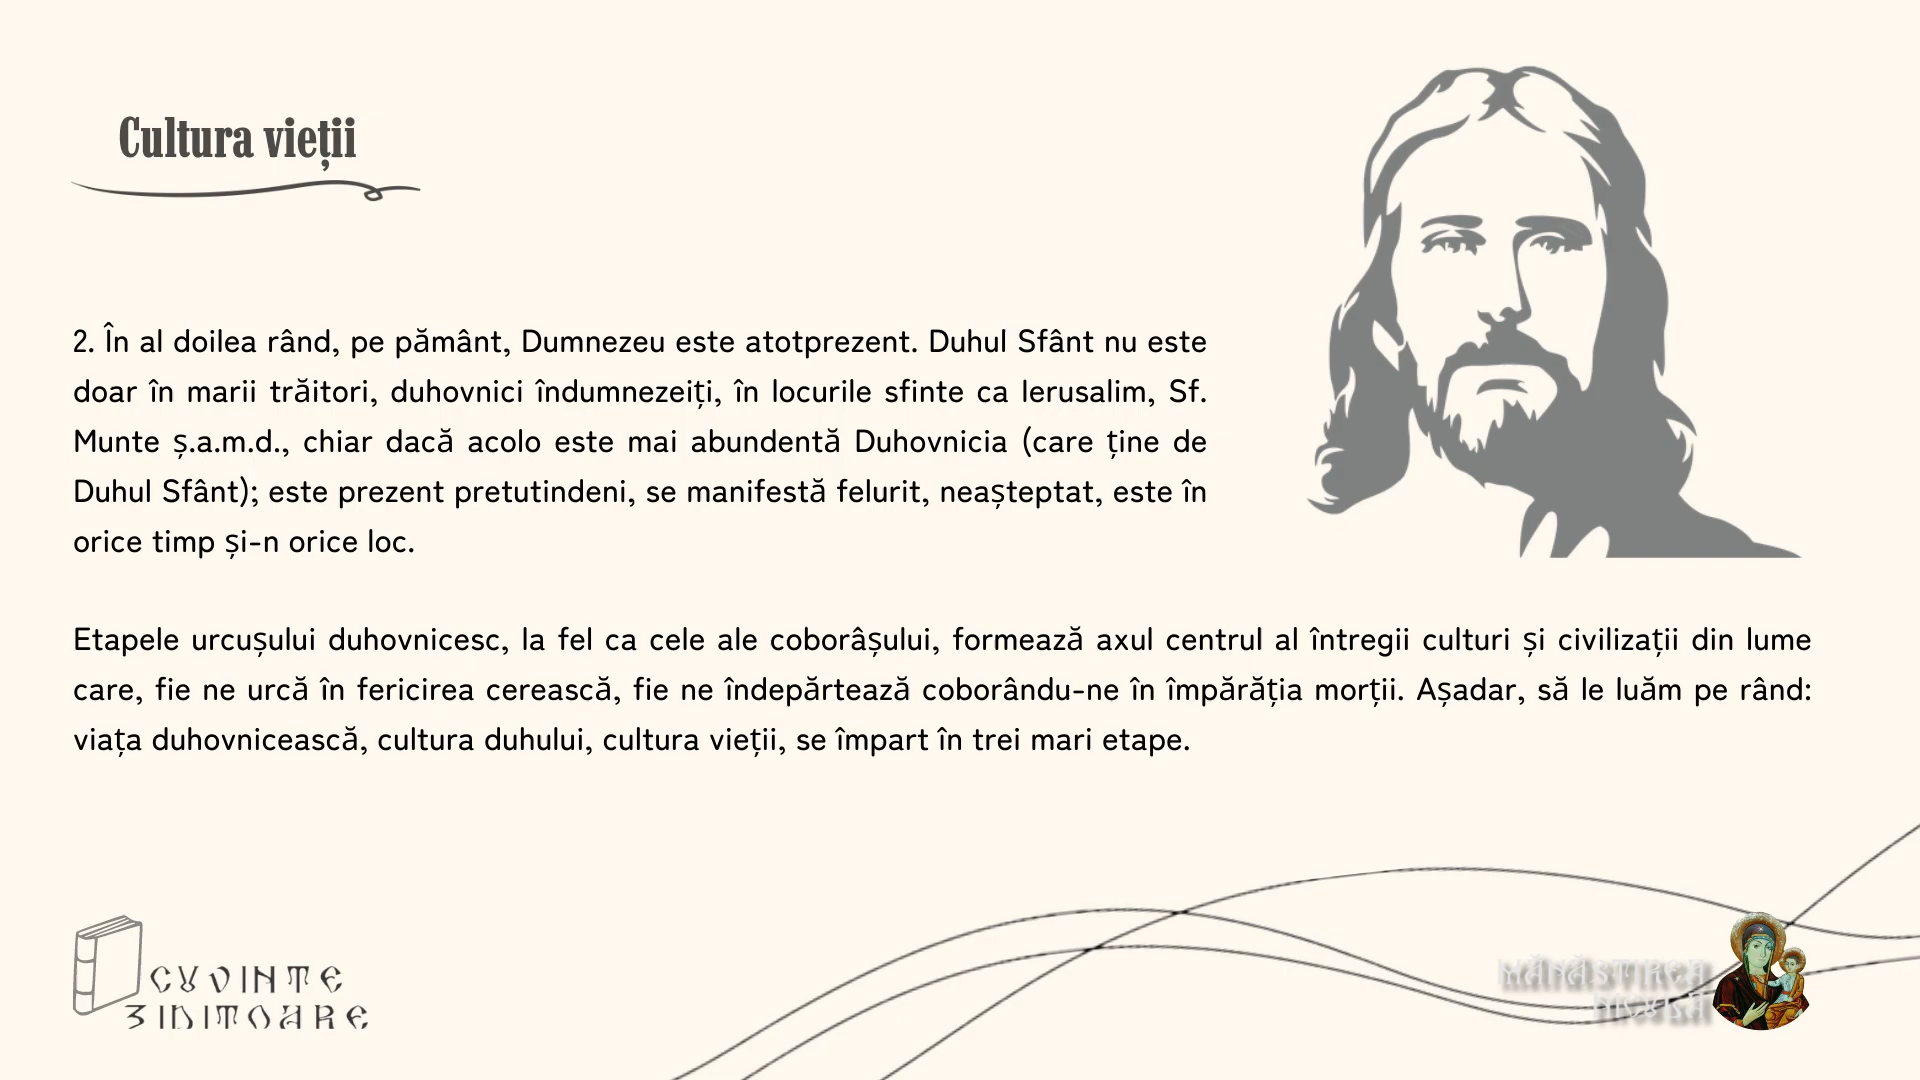 Cultura vieții
2. În al doilea rând, pe pământ, Dumnezeu este atotprezent. Duhul Sfânt nu este
doar în marii trăitori, duhovnici îndumnezeiți, în locurile sfinte ca Ierusalim, Sf.
Munte ș.a.m.d., chiar dacă acolo este mai abundentă Duhovnicia (care ține de
Duhul Sfânt); este prezent pretutindeni, se manifestă felurit, neașteptat, este în
orice timp și-n orice loc.
Etapele urcușului duhovnicesc, la fel ca cele ale coborâșului, formează axul centrul al întregii culturi și civilizații din lume
care, fie ne urcă în fericirea cerească, fie ne îndepărtează coborându-ne în împărăția morții. Așadar, să le luăm pe rând:
viața duhovnicească, cultura duhului, cultura vieții, se împart în trei mari etape.
CUVINTE
ZIDITOARE
MĂNĂSTIREA
NICULA